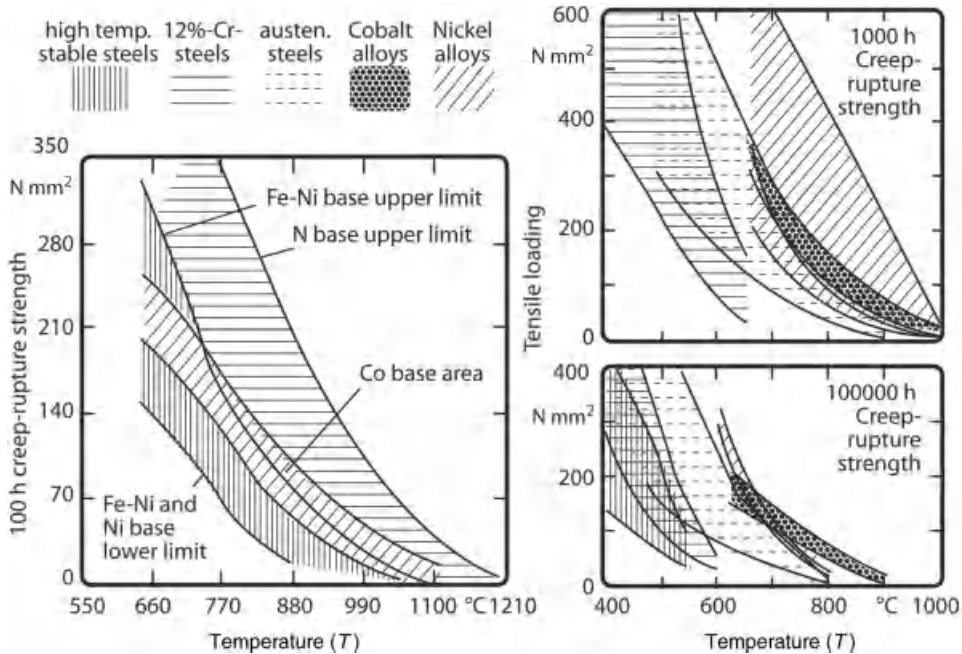 high temp.
stable steels
12%-Cr-
steels
austen.
steels
Cobalt
alloys
Nickel
alloys
350
N mm²
280
210
140
70
0
100 h creep-rupture strength
Fe-Ni base upper limit
N base upper limit
Co base area
Fe-Ni and
Ni base
lower limit
550 660 770 880 990 1100 °C 1210
Temperature (T)
600
N mm²
400
200
0
1000 h
Creep-
rupture
strength
Tensile loading
400
N mm²
200
0
100000 h
Creep-
rupture
strength
400 600 800 °C 1000
Temperature (T)